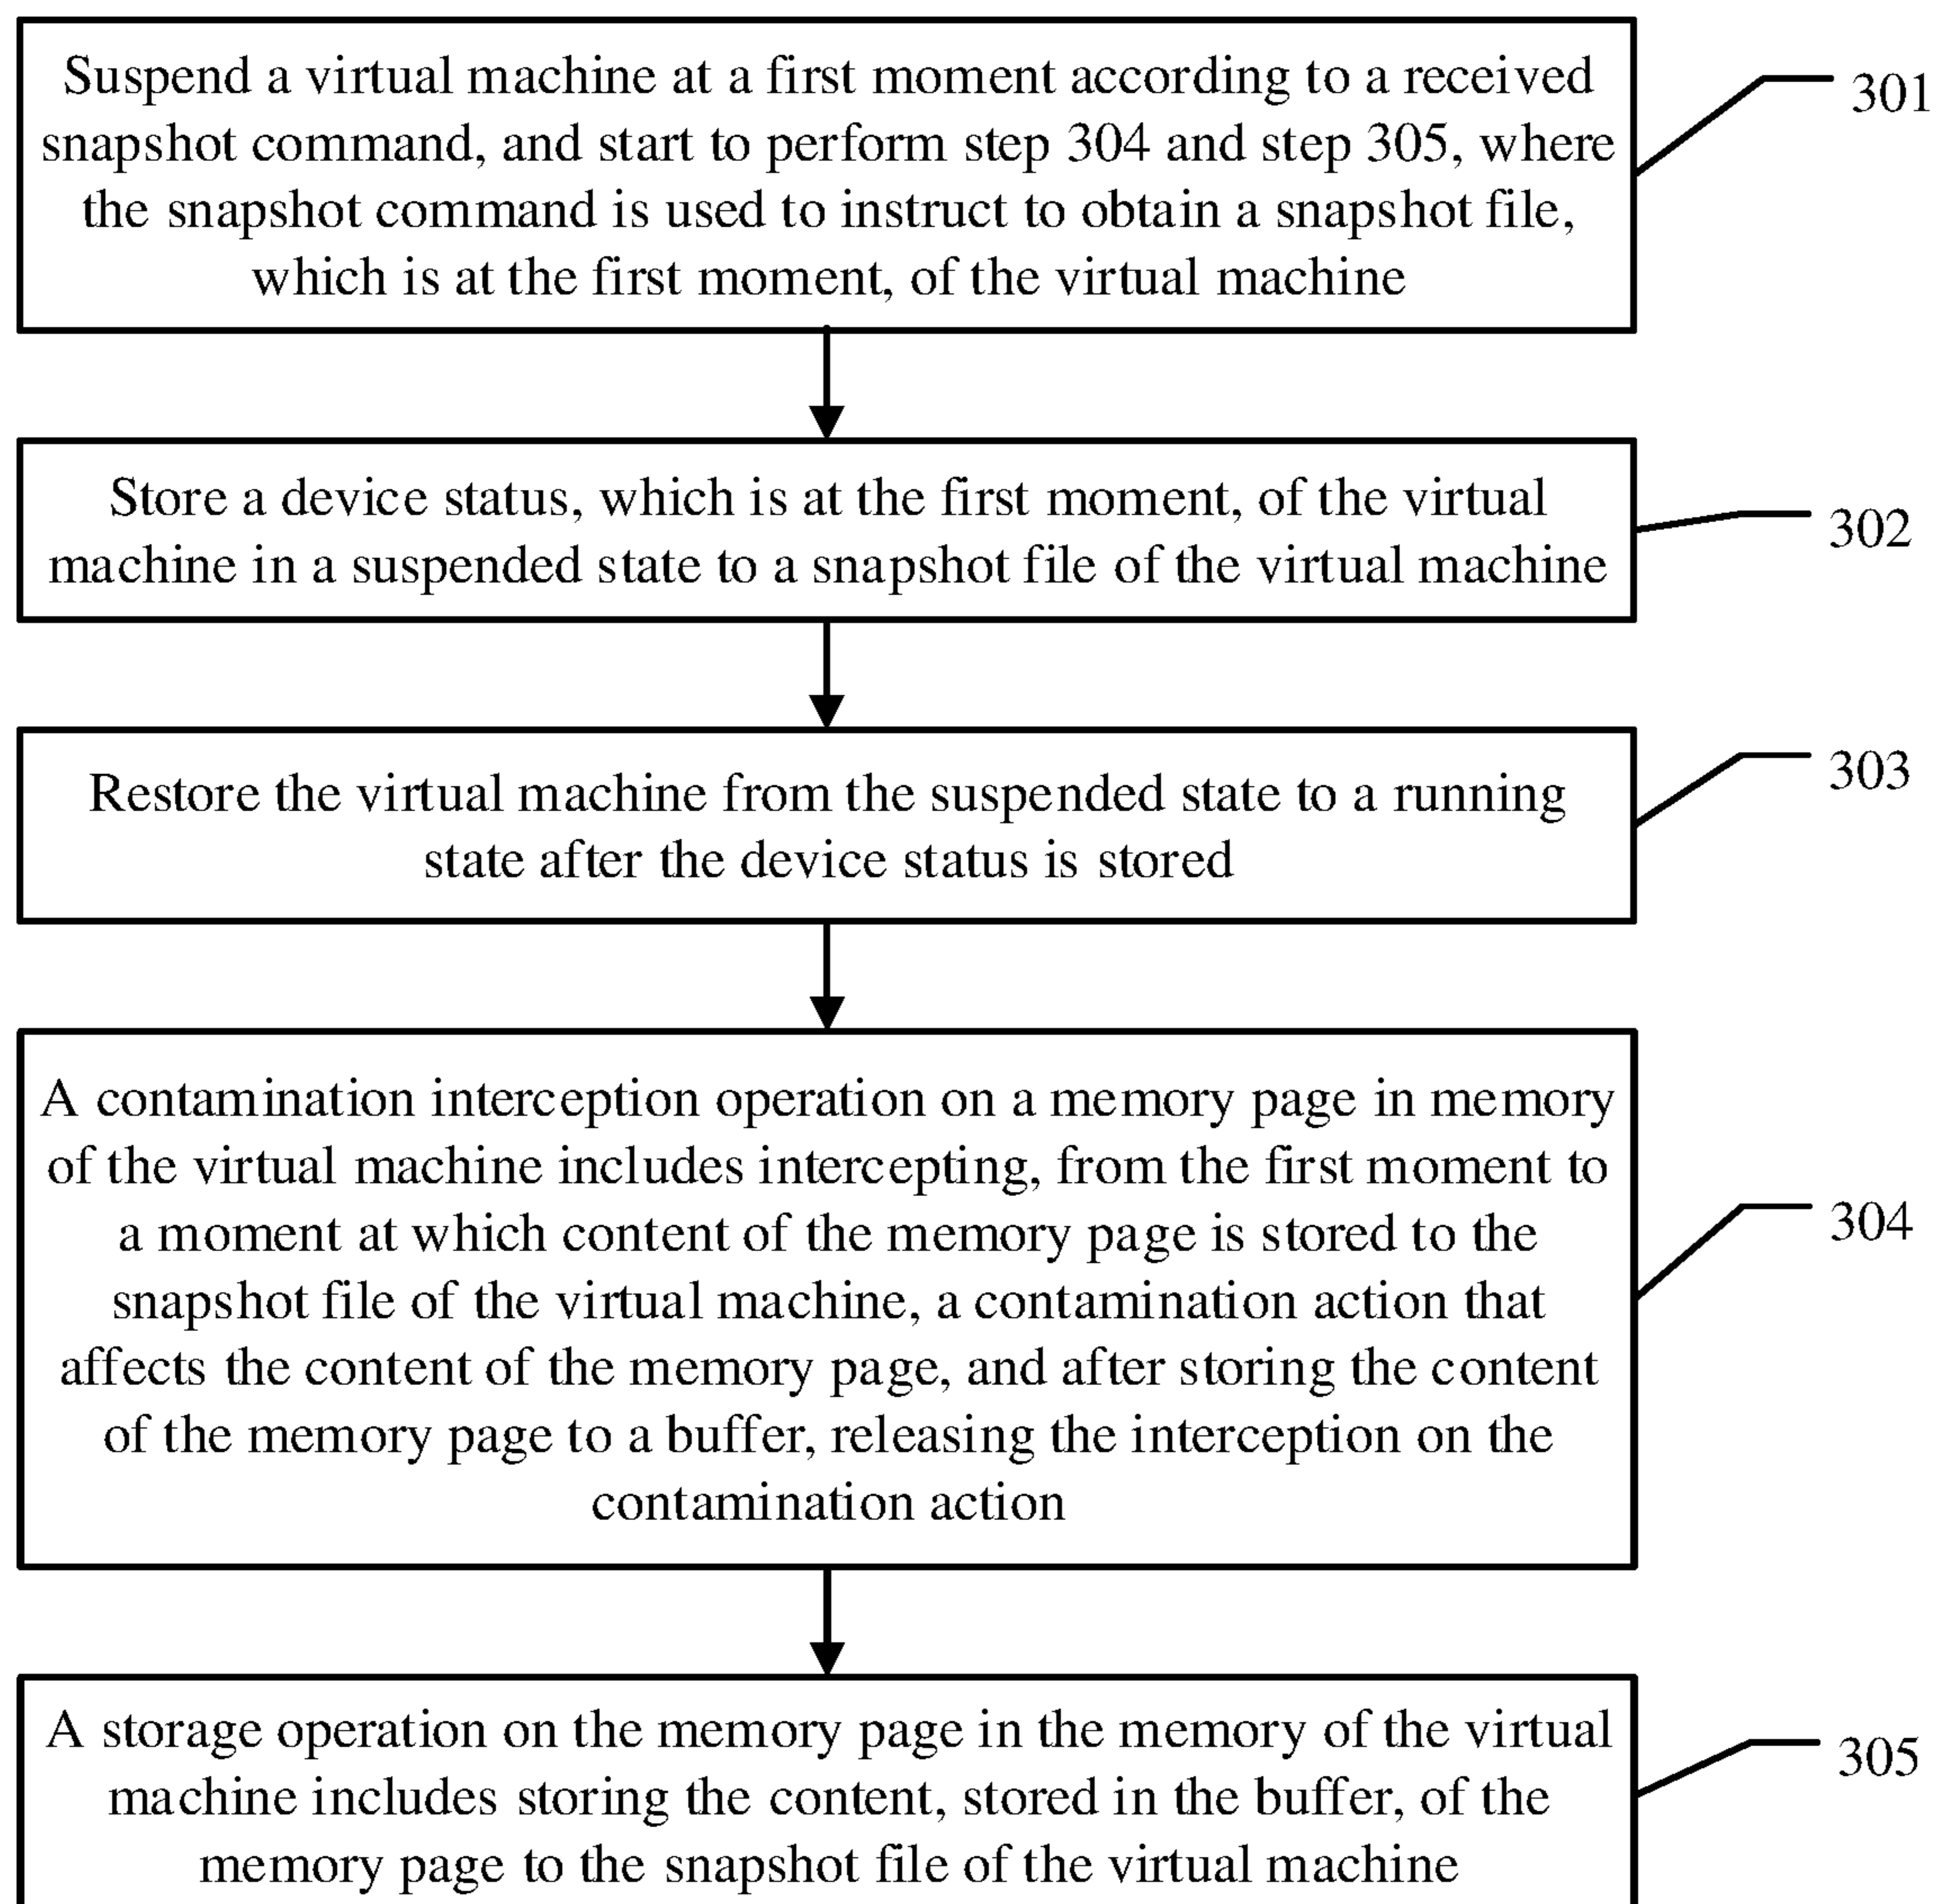 Suspend a virtual machine at a first moment according to a received
snapshot command, and start to perform step 304 and step 305, where
the snapshot command is used to instruct to obtain a snapshot file,
which is at the first moment, of the virtual machine
301
Store a device status, which is at the first moment, of the virtual
machine in a suspended state to a snapshot file of the virtual machine
302
Restore the virtual machine from the suspended state to a running
state after the device status is stored
303
A contamination interception operation on a memory page in memory
of the virtual machine includes intercepting, from the first moment to
a moment at which content of the memory page is stored to the
snapshot file of the virtual machine, a contamination action that
affects the content of the memory page, and after storing the content
of the memory page to a buffer, releasing the interception on the
contamination action
304
A storage operation on the memory page in the memory of the virtual
machine includes storing the content, stored in the buffer, of the
memory page to the snapshot file of the virtual machine
305